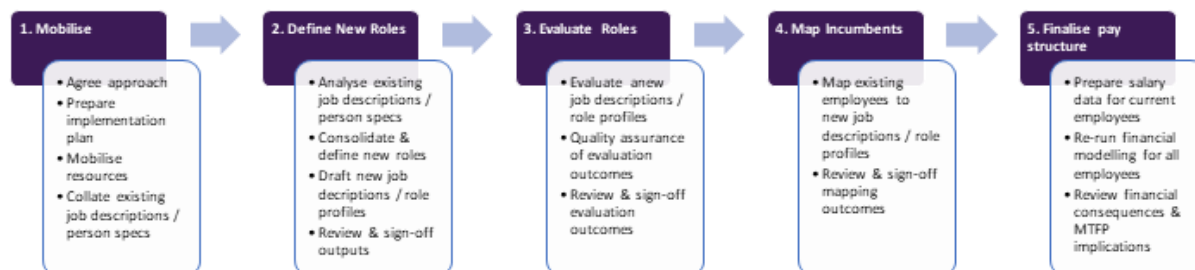 1. Mobilise
• Agree approach
• Prepare
implementation
plan
• Mobilise
resources
• Collate existing
job descriptions /
person specs
2. Define New Roles
• Analyse existing
job descriptions /
person specs
• Consolidate &
define new roles
• Draft new job
decriptions / role
profiles
• Review & sign-off
outputs
3. Evaluate Roles
• Evaluate anew
job descriptions /
role profiles
• Quality assurance
of evaluation
outcomes
• Review & sign-off
evaluation
outcomes
4. Map Incumbents
• Map existing
employees to
new job
descriptions / role
profiles
• Review & sign-off
mapping
outcomes
5. Finalise pay
structure
• Prepare salary
data for current
employees
• Re-run financial
modelling for all
employees
• Review financial
consequences &
MTFP
implications